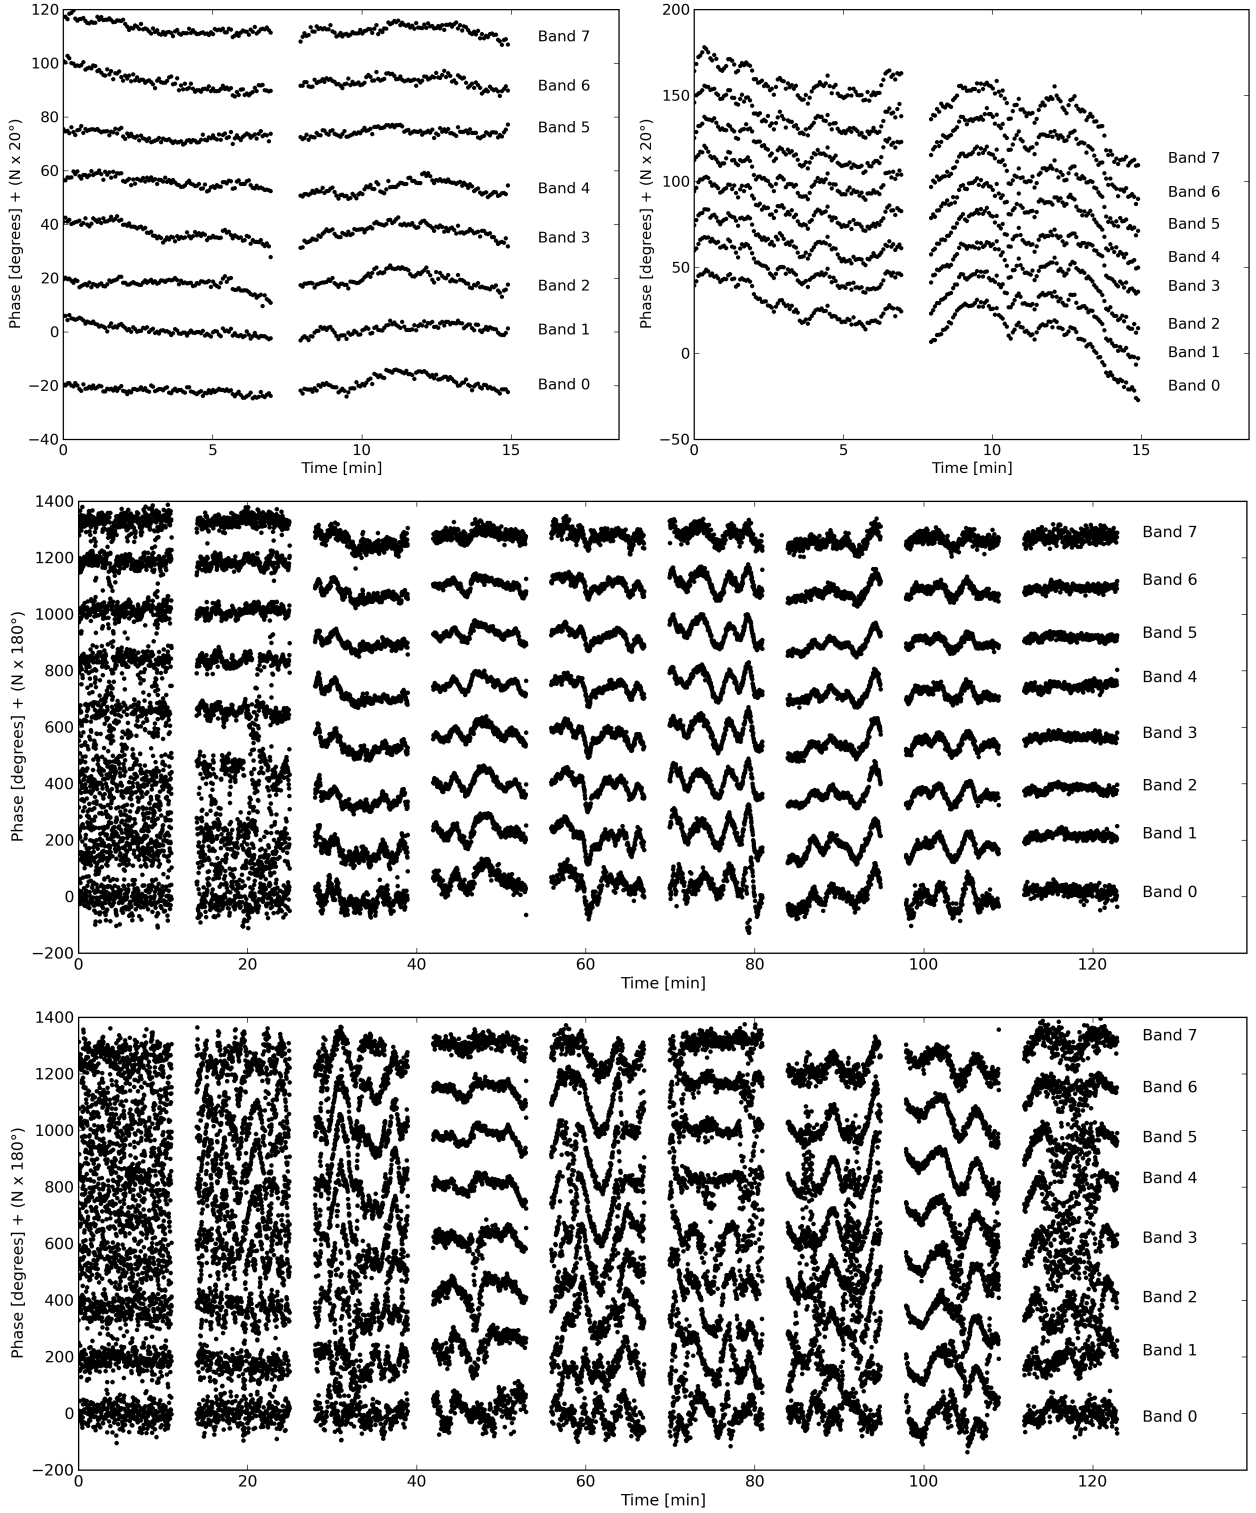 120
100
80
60
40
20
0
−20
−40
Phase [degrees] + (N x 20°)
Band 7
Band 6
Band 5
Band 4
Band 3
Band 2
Band 1
Band 0
0 5 10 15
Time [min]
200
150
100
50
0
−50
Phase [degrees] + (N x 20°)
Band 7
Band 6
Band 5
Band 4
Band 3
Band 2
Band 1
Band 0
0 5 10 15
Time [min]
1400
1200
1000
800
600
400
200
0
−200
Phase [degrees] + (N x 180°)
Band 7
Band 6
Band 5
Band 4
Band 3
Band 2
Band 1
Band 0
0 20 40 60 80 100 120
Time [min]
1400
1200
1000
800
600
400
200
0
−200
Phase [degrees] + (N x 180°)
Band 7
Band 6
Band 5
Band 4
Band 3
Band 2
Band 1
Band 0
0 20 40 60 80 100 120
Time [min]